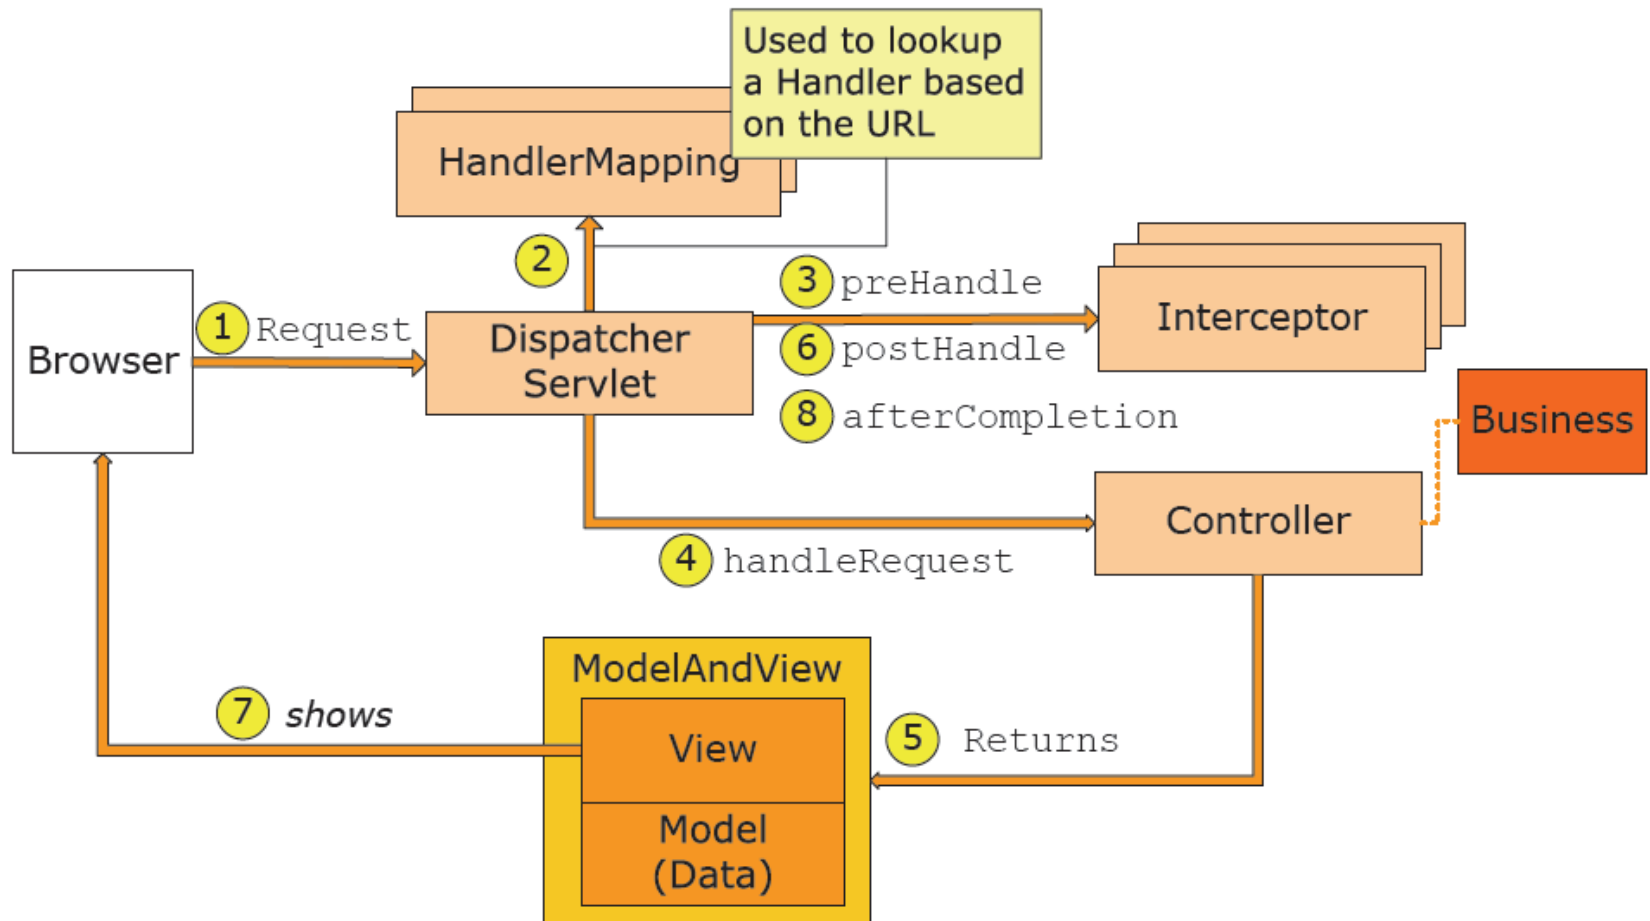 Used to lookup
a Handler based
on the URL
HandlerMapping
2
3 preHandle
Interceptor
1 Request
Dispatcher
Servlet
Browser
6 postHandle
8 afterCompletion
Business
Controller
4 handleRequest
ModelAndView
7 shows
View
5 Returns
Model
(Data)